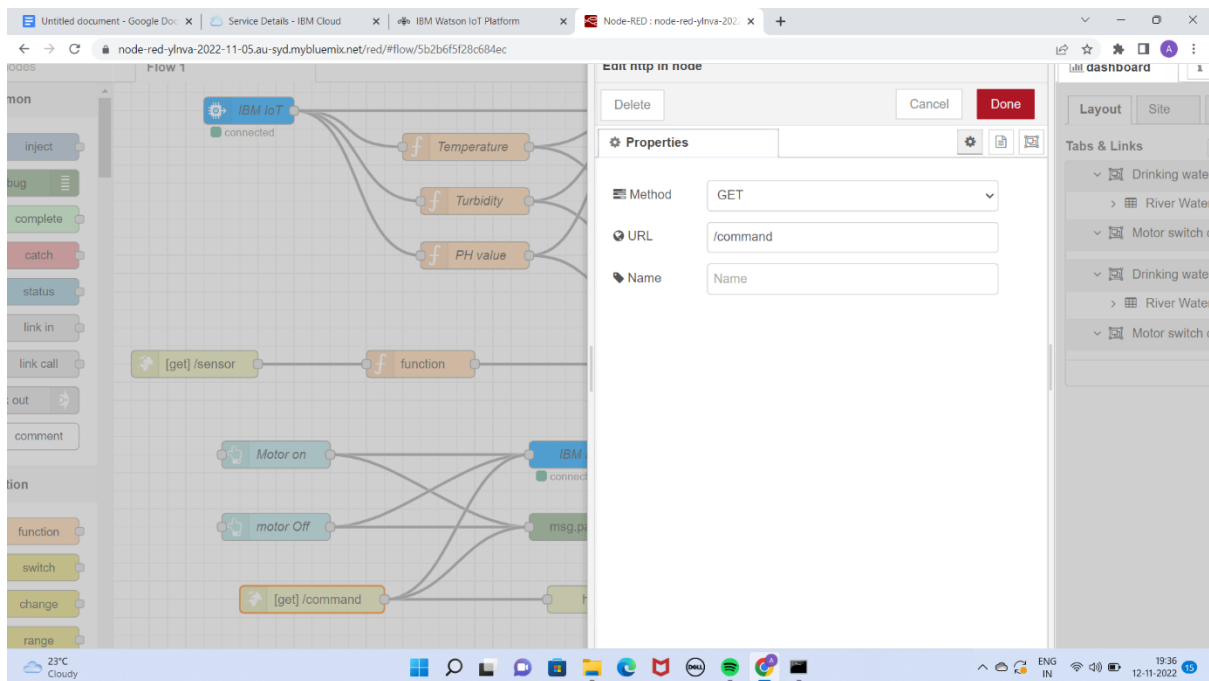 Untitled document - Google Doc
Service Details - IBM Cloud
IBM Watson IoT Platform
Node-RED : node-red-ylnva-202
node-red-ylnva-2022-11-05.au-syd.mybluemix.net/red/#flow/5b2b6f5f28c684ec
A
Flow 1
Edit http in node
dashboard
i
mon
inject
bug
complete
catch
status
link in
link call
out
comment
tion
function
switch
change
range
IBM IoT
connected
Temperature
Turbidity
PH value
[get] /sensor
function
Motor on
IBM
connect
motor Off
msg.pa
[get] /command
h
Delete
Cancel
Done
Properties
Method
GET
URL
/command
Name
Name
Layout
Site
Tabs & Links
Drinking wate
River Water
Motor switch c
Drinking wate
River Water
Motor switch c
23°C
Cloudy
DELL
ENG
IN
19:36
12-11-2022
15